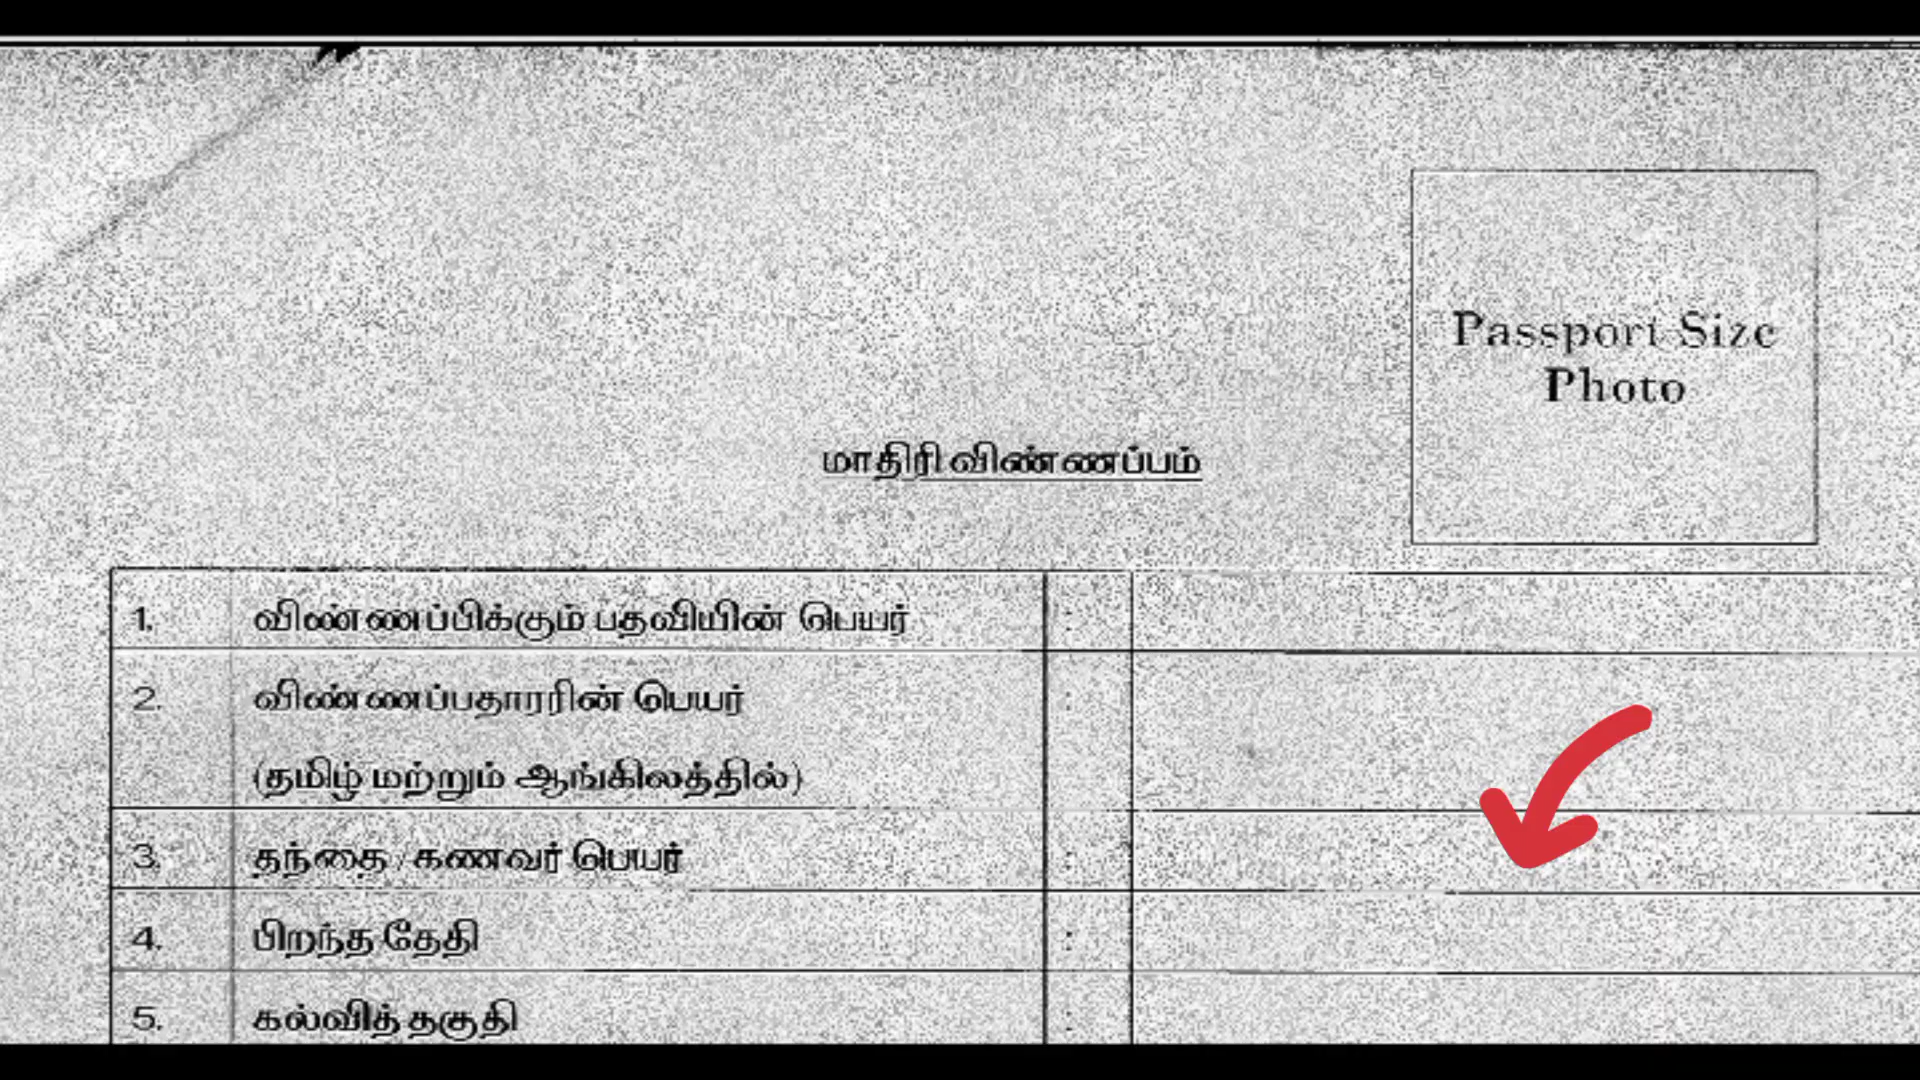 Passport Size
Photo
மாதிரி விண்ணப்பம்
1. விண்ணப்பிக்கும் பதவியின் பெயர் :
2. விண்ணப்பதாரரின் பெயர் :
(தமிழ் மற்றும் ஆங்கிலத்தில்)
3. தந்தை / கணவர் பெயர் :
4. பிறந்த தேதி :
5. கல்வித் தகுதி :